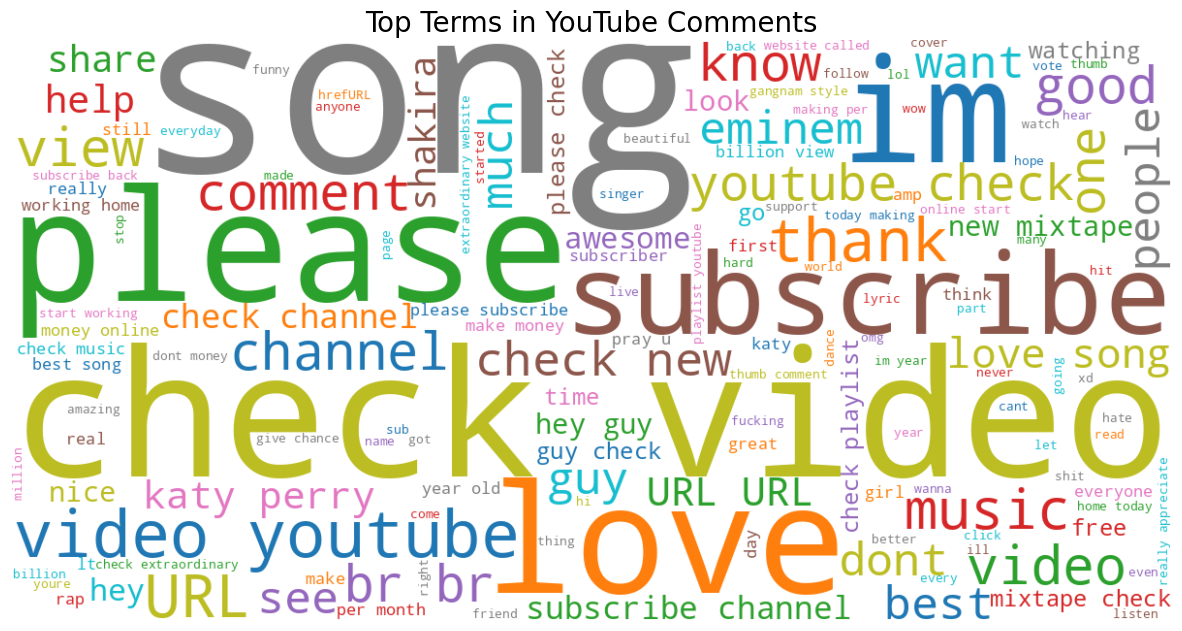 Top Terms in YouTube Comments
song
im
please
subscribe
check video
love
share
help
view
still
everyday
subscribe back
really
working home
funny
hrefURL
anyone
comment
shakira
much
extraordinary website
started
please check
beautiful
singer
know
look
eminem
billion view
back
website called
gangnam style
making per
follow
lol
wow
cover
want
watching
vote
thumb
good
hear
watch
hope
one
people
youtube check
amp
go
support
today making
online start
new mixtape
many
thank
first
hard
world
awesome
subscriber
live
playlist youtube
made
stop
page
start working
money online
check channel
please subscribe
make money
check music
best song
dont money
channel
check new
pray u
katy
thumb comment
dance
omg
lyric
think
part
hit
im year
love song
never
going
xd
amazing
real
give chance
name
sub
got
time
hey guy
guy check
fucking
great
check playlist
year
cant
let
hate
read
shit
million
nice
katy perry
year old
come
guy
hi
URL URL
girl
wanna
music
everyone
home today
free
really appreciate
video youtube
thing
day
better
click
ill
dont
video
even
billion
youre
lt
check extraordinary
rap
hey
URL
see
make
per month
br br
right
friend
subscribe channel
every
best
mixtape check
listen